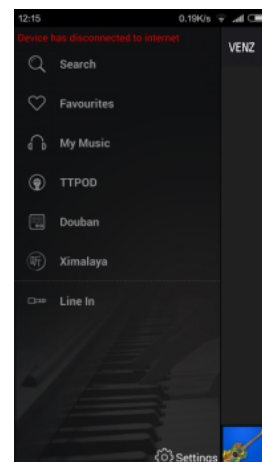 12:15 0.19K/s
Device has disconnected to internet
VENZ
Search
Favourites
My Music
TTPOD
Douban
听 Ximalaya
Line In
Settings